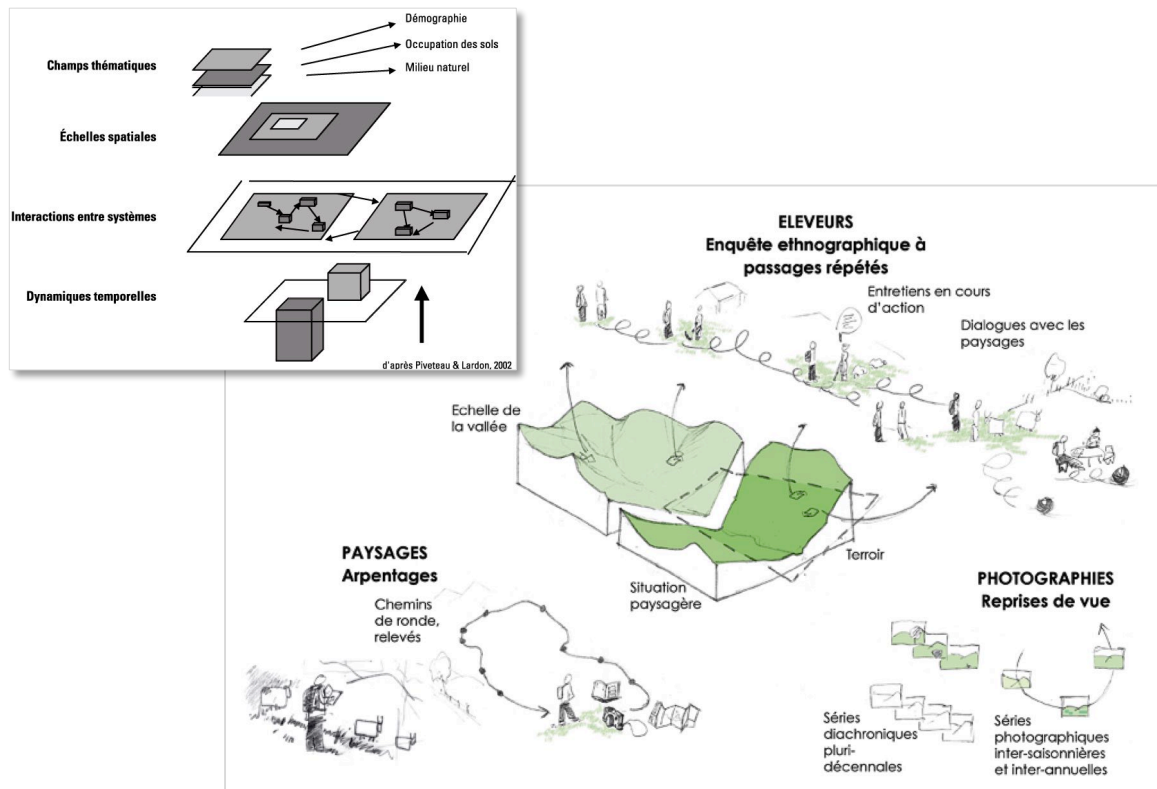 Démographie
Occupation des sols
Champs thématiques
Milieu naturel
Échelles spatiales
Interactions entre systèmes
Dynamiques temporelles
d'après Piveteau & Lardon, 2002
ELEVEURS
Enquête ethnographique à
passages répétés
Entretiens en cours
d'action
Dialogues avec les
paysages
Echelle de
la vallée
Terroir
Situation
paysagère
PAYSAGES
Arpentages
Chemins
de ronde,
relevés
PHOTOGRAPHIES
Reprises de vue
Séries
diachroniques
pluri-
décennales
Séries
photographiques
inter-saisonnières
et inter-annuelles